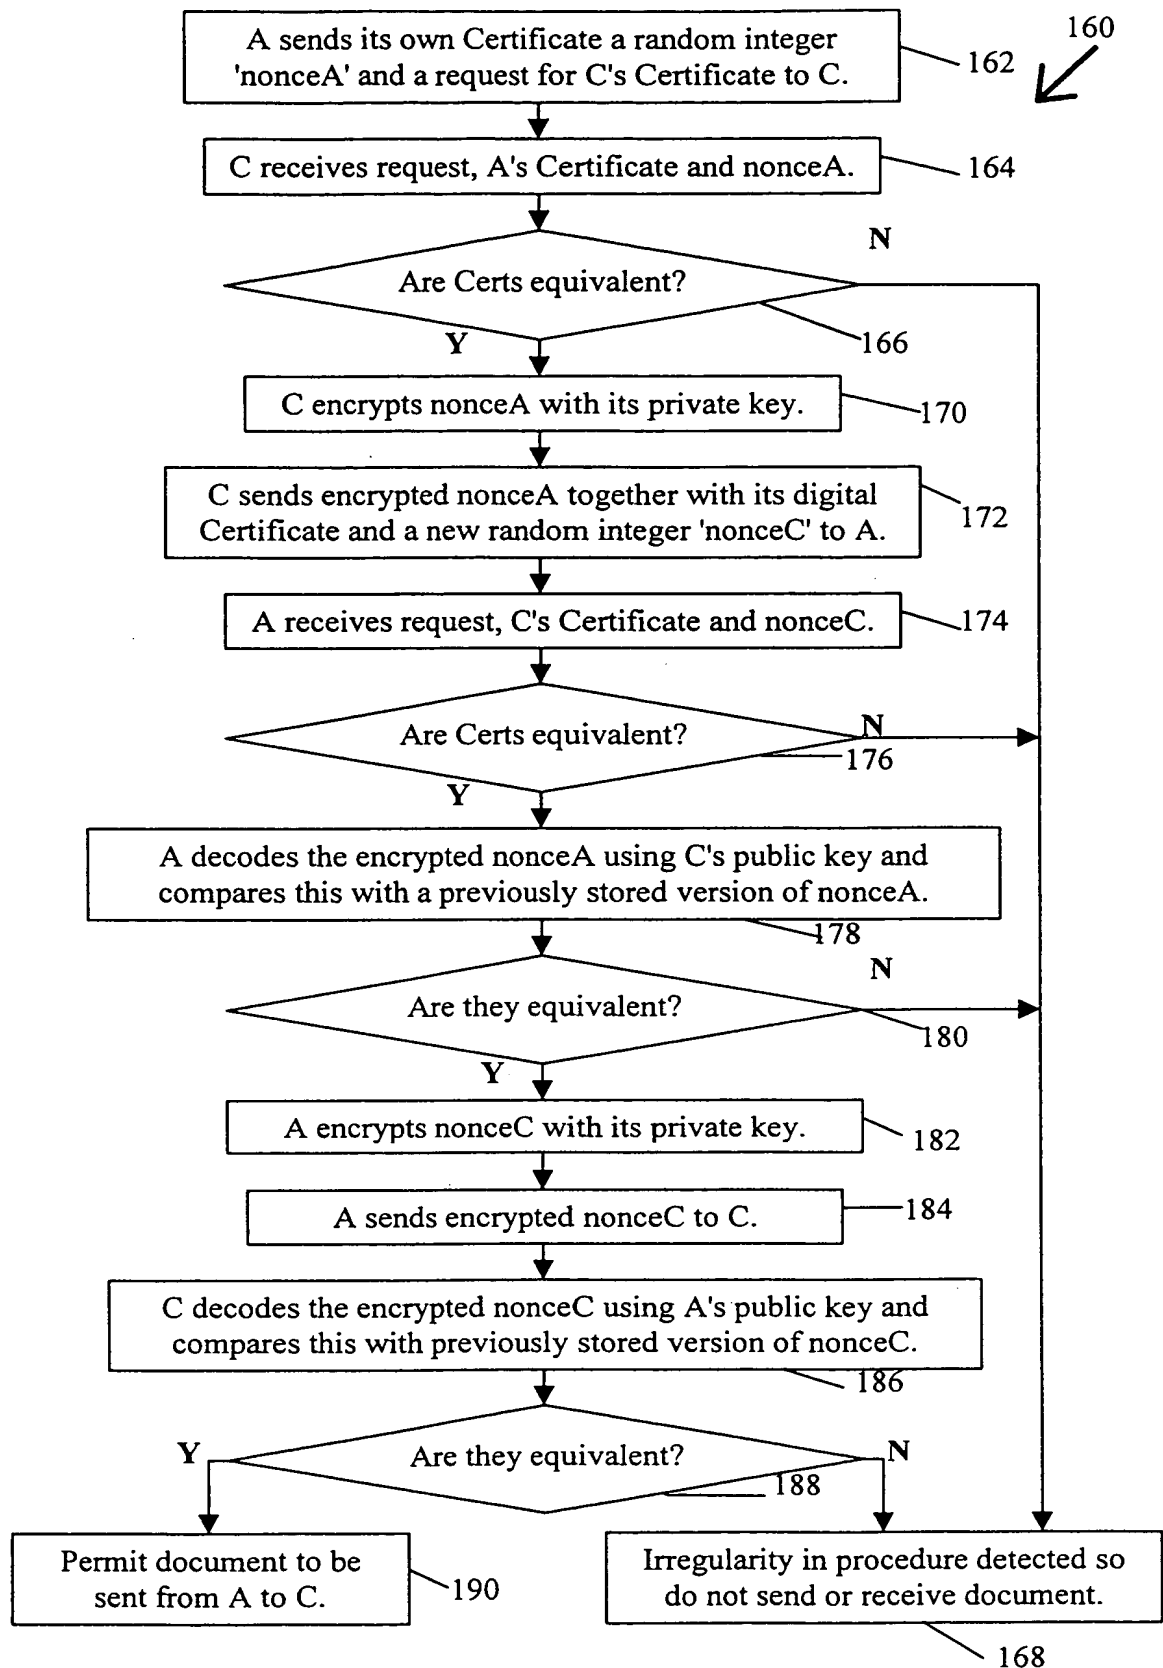 160
A sends its own Certificate a random integer
'nonceA' and a request for C's Certificate to C.
162
C receives request, A's Certificate and nonceA.
164
N
Are Certs equivalent?
166
Y
C encrypts nonceA with its private key.
170
C sends encrypted nonceA together with its digital
Certificate and a new random integer 'nonceC' to A.
172
A receives request, C's Certificate and nonceC.
174
Are Certs equivalent?
N
176
Y
A decodes the encrypted nonceA using C's public key and
compares this with a previously stored version of nonceA.
178
N
Are they equivalent?
180
Y
A encrypts nonceC with its private key.
182
A sends encrypted nonceC to C.
184
C decodes the encrypted nonceC using A's public key and
compares this with previously stored version of nonceC.
186
Y
Are they equivalent?
N
188
Permit document to be
sent from A to C.
190
Irregularity in procedure detected so
do not send or receive document.
168